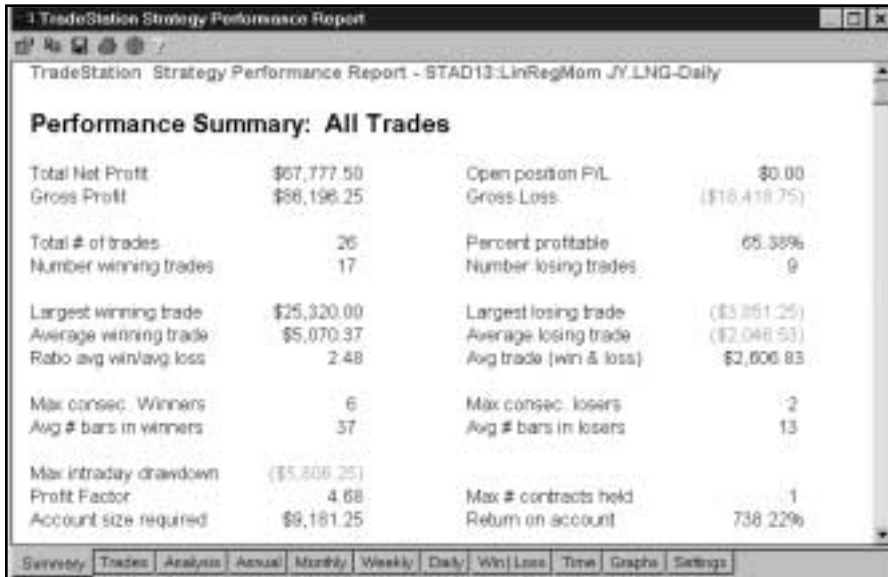 TradeStation Strategy Performance Report
TradeStation Strategy Performance Report - STAD13:LinRegMom JY.LNG-Daily
Performance Summary: All Trades
Total Net Profit $67,777.50 Open position P/L $0.00
Gross Profit $86,196.25 Gross Loss ($18,418.75)
Total # of trades 26 Percent profitable 65.38%
Number winning trades 17 Number losing trades 9
Largest winning trade $25,320.00 Largest losing trade ($3,851.25)
Average winning trade $5,070.37 Average losing trade ($2,046.53)
Ratio avg win/avg loss 2.48 Avg trade (win & loss) $2,606.83
Max consec. Winners 6 Max consec. losers 2
Avg # bars in winners 37 Avg # bars in losers 13
Max intraday drawdown ($5,806.25)
Profit Factor 4.68 Max # contracts held 1
Account size required $9,181.25 Return on account 738.22%
Summary Trades Analysis Annual Monthly Weekly Daily Win|Loss Time Graphs Settings